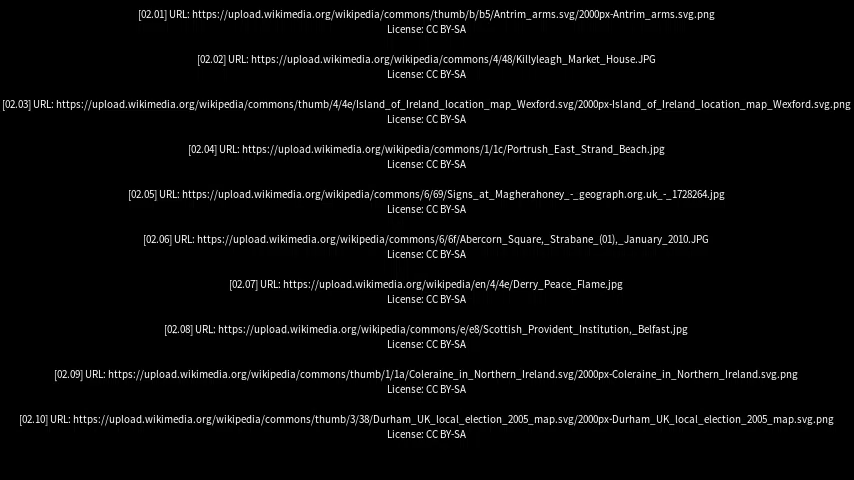 [02.01] URL: https://upload.wikimedia.org/wikipedia/commons/thumb/b/b5/Antrim_arms.svg/2000px-Antrim_arms.svg.png
License: CC BY-SA
[02.02] URL: https://upload.wikimedia.org/wikipedia/commons/4/48/Killyleagh_Market_House.JPG
License: CC BY-SA
[02.03] URL: https://upload.wikimedia.org/wikipedia/commons/thumb/4/4e/Island_of_Ireland_location_map_Wexford.svg/2000px-Island_of_Ireland_location_map_Wexford.svg.png
License: CC BY-SA
[02.04] URL: https://upload.wikimedia.org/wikipedia/commons/1/1c/Portrush_East_Strand_Beach.jpg
License: CC BY-SA
[02.05] URL: https://upload.wikimedia.org/wikipedia/commons/6/69/Signs_at_Magherahoney_-_geograph.org.uk_-_1728264.jpg
License: CC BY-SA
[02.06] URL: https://upload.wikimedia.org/wikipedia/commons/6/6f/Abercorn_Square,_Strabane_(01),_January_2010.JPG
License: CC BY-SA
[02.07] URL: https://upload.wikimedia.org/wikipedia/en/4/4e/Derry_Peace_Flame.jpg
License: CC BY-SA
[02.08] URL: https://upload.wikimedia.org/wikipedia/commons/e/e8/Scottish_Provident_Institution,_Belfast.jpg
License: CC BY-SA
[02.09] URL: https://upload.wikimedia.org/wikipedia/commons/thumb/1/1a/Coleraine_in_Northern_Ireland.svg/2000px-Coleraine_in_Northern_Ireland.svg.png
License: CC BY-SA
[02.10] URL: https://upload.wikimedia.org/wikipedia/commons/thumb/3/38/Durham_UK_local_election_2005_map.svg/2000px-Durham_UK_local_election_2005_map.svg.png
License: CC BY-SA